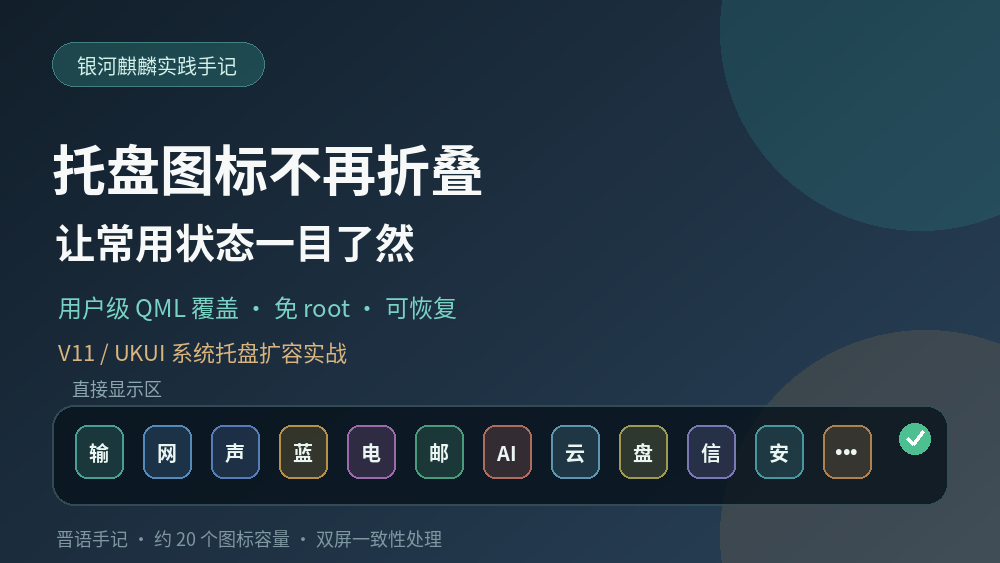 银河麒麟实践手记
托盘图标不再折叠
让常用状态一目了然
用户级 QML 覆盖 · 免 root · 可恢复
V11 / UKUI 系统托盘扩容实战
直接显示区
输 网 声 蓝 电 邮 AI 云 盘 信 安 •••
晋语手记 · 约 20 个图标容量 · 双屏一致性处理